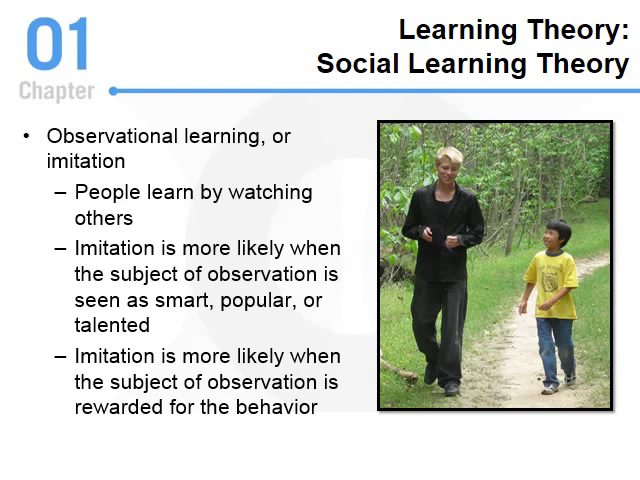 01
Chapter
Learning Theory:
Social Learning Theory
• Observational learning, or
imitation
– People learn by watching
others
– Imitation is more likely when
the subject of observation is
seen as smart, popular, or
talented
– Imitation is more likely when
the subject of observation is
rewarded for the behavior